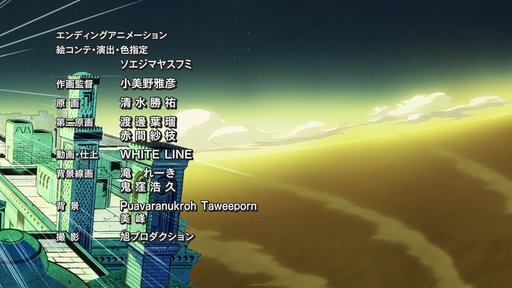 エンディングアニメーション
絵コンテ・演出・色指定
ソエジマヤスフミ
作画監督 小美野雅彦
原 画 清水勝祐
第二原画 渡邊葉瑠
赤間紗枝
動画・仕上 WHITE LINE
背景線画 滝 れーき
鬼窪浩久
背 景 Puavaranukroh Taweeporn
美峰
撮 影 旭プロダクション